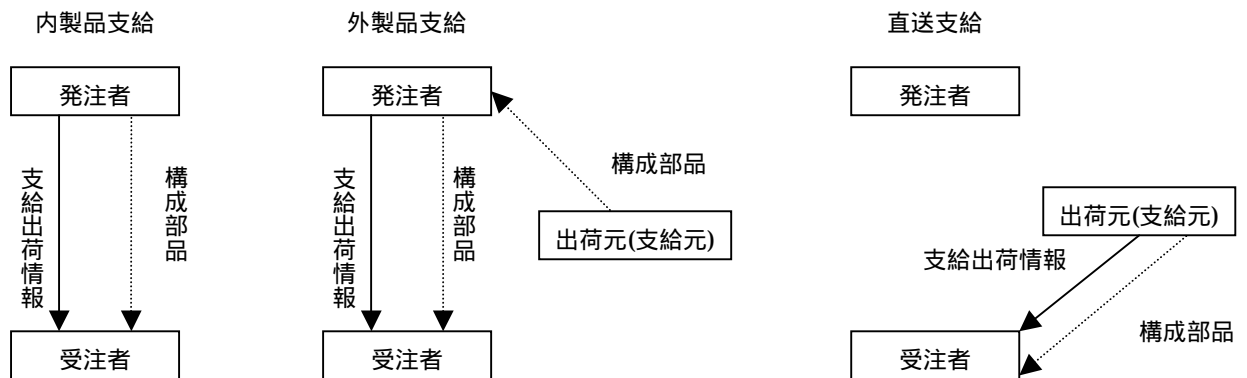 内製品支給
外製品支給
直送支給
発注者
発注者
発注者
支給出荷情報
構成部品
支給出荷情報
構成部品
構成部品
出荷元(支給元)
出荷元(支給元)
支給出荷情報
構成部品
受注者
受注者
受注者